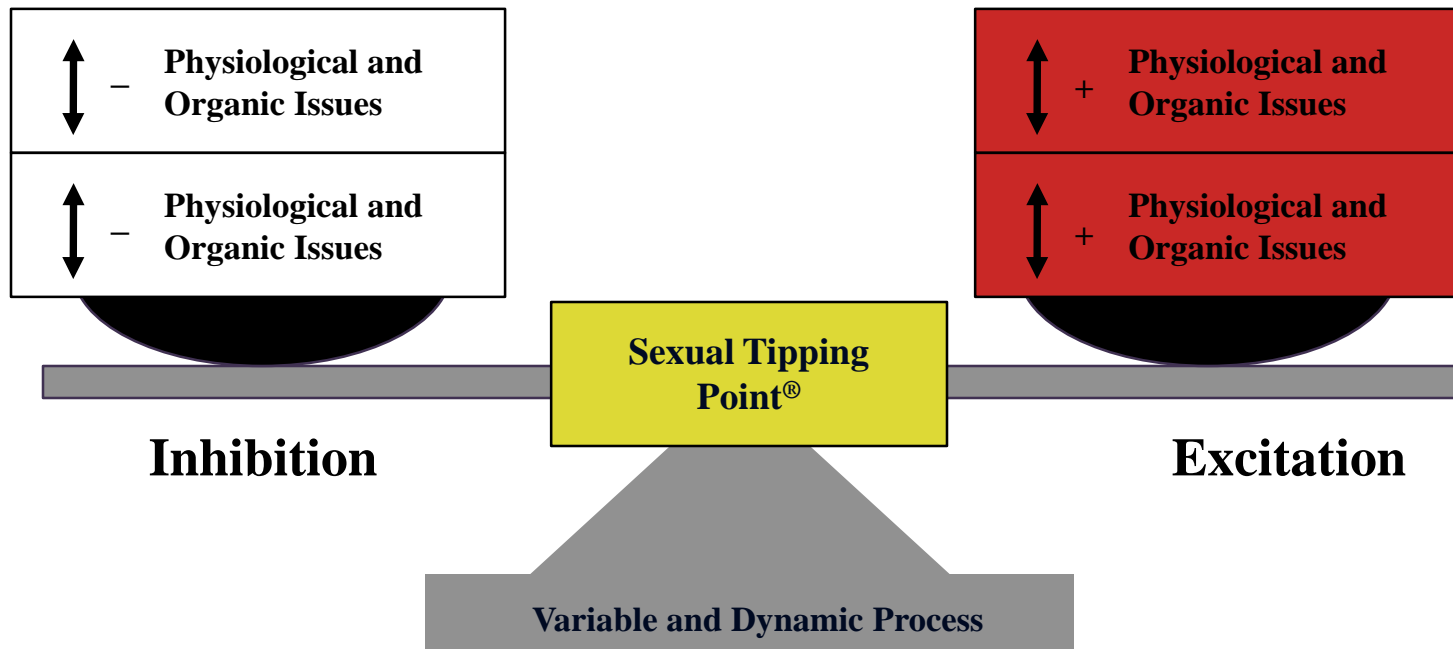 − Physiological and
Organic Issues
− Physiological and
Organic Issues
+ Physiological and
Organic Issues
+ Physiological and
Organic Issues
Sexual Tipping
Point®
Inhibition
Excitation
Variable and Dynamic Process